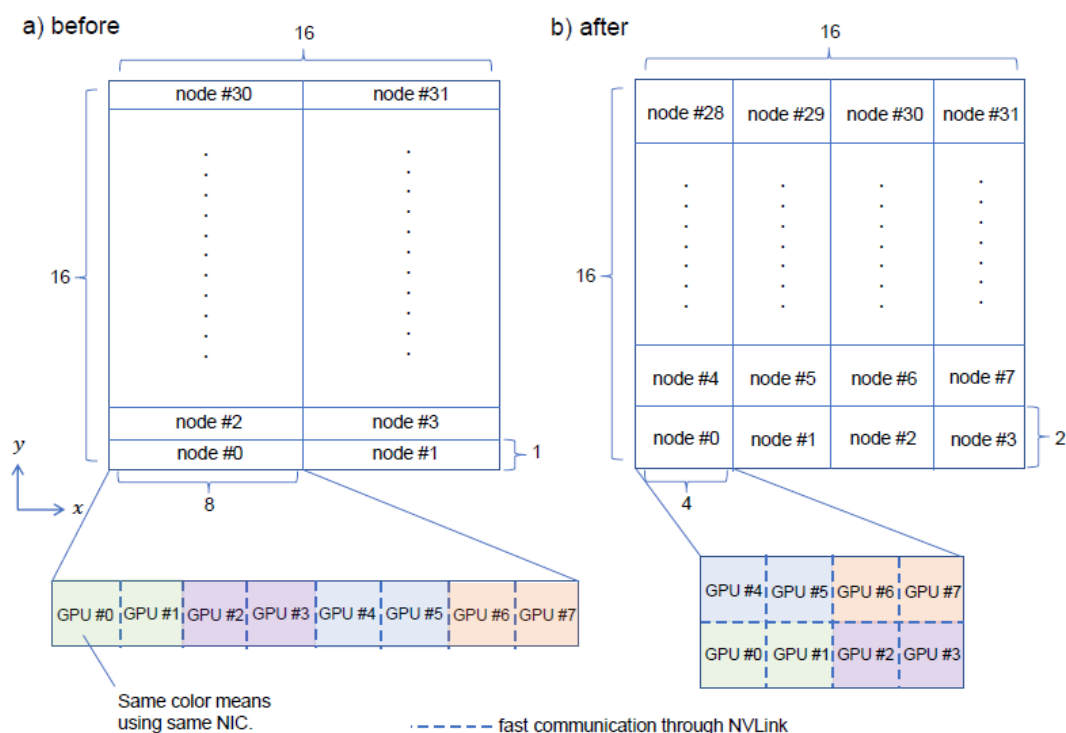 a) before
16
node #30
node #31
16
node #2
node #3
node #0
node #1
1
y
x
8
GPU #0
GPU #1
GPU #2
GPU #3
GPU #4
GPU #5
GPU #6
GPU #7
Same color means
using same NIC.
b) after
16
node #28
node #29
node #30
node #31
16
node #4
node #5
node #6
node #7
node #0
node #1
node #2
node #3
2
4
GPU #4
GPU #5
GPU #6
GPU #7
GPU #0
GPU #1
GPU #2
GPU #3
fast communication through NVLink